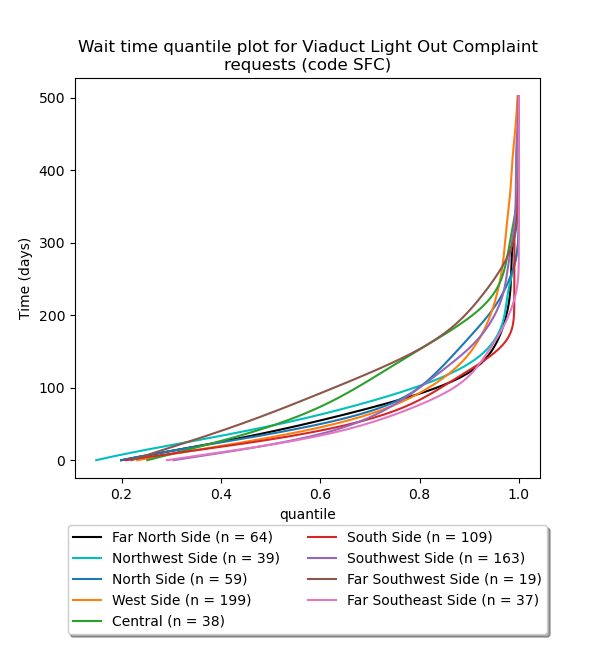 Wait time quantile plot for Viaduct Light Out Complaint
requests (code SFC)
500
400
300
200
100
0
Time (days)
0.2 0.4 0.6 0.8 1.0
quantile
Far North Side (n = 64)
Northwest Side (n = 39)
North Side (n = 59)
West Side (n = 199)
Central (n = 38)
South Side (n = 109)
Southwest Side (n = 163)
Far Southwest Side (n = 19)
Far Southeast Side (n = 37)